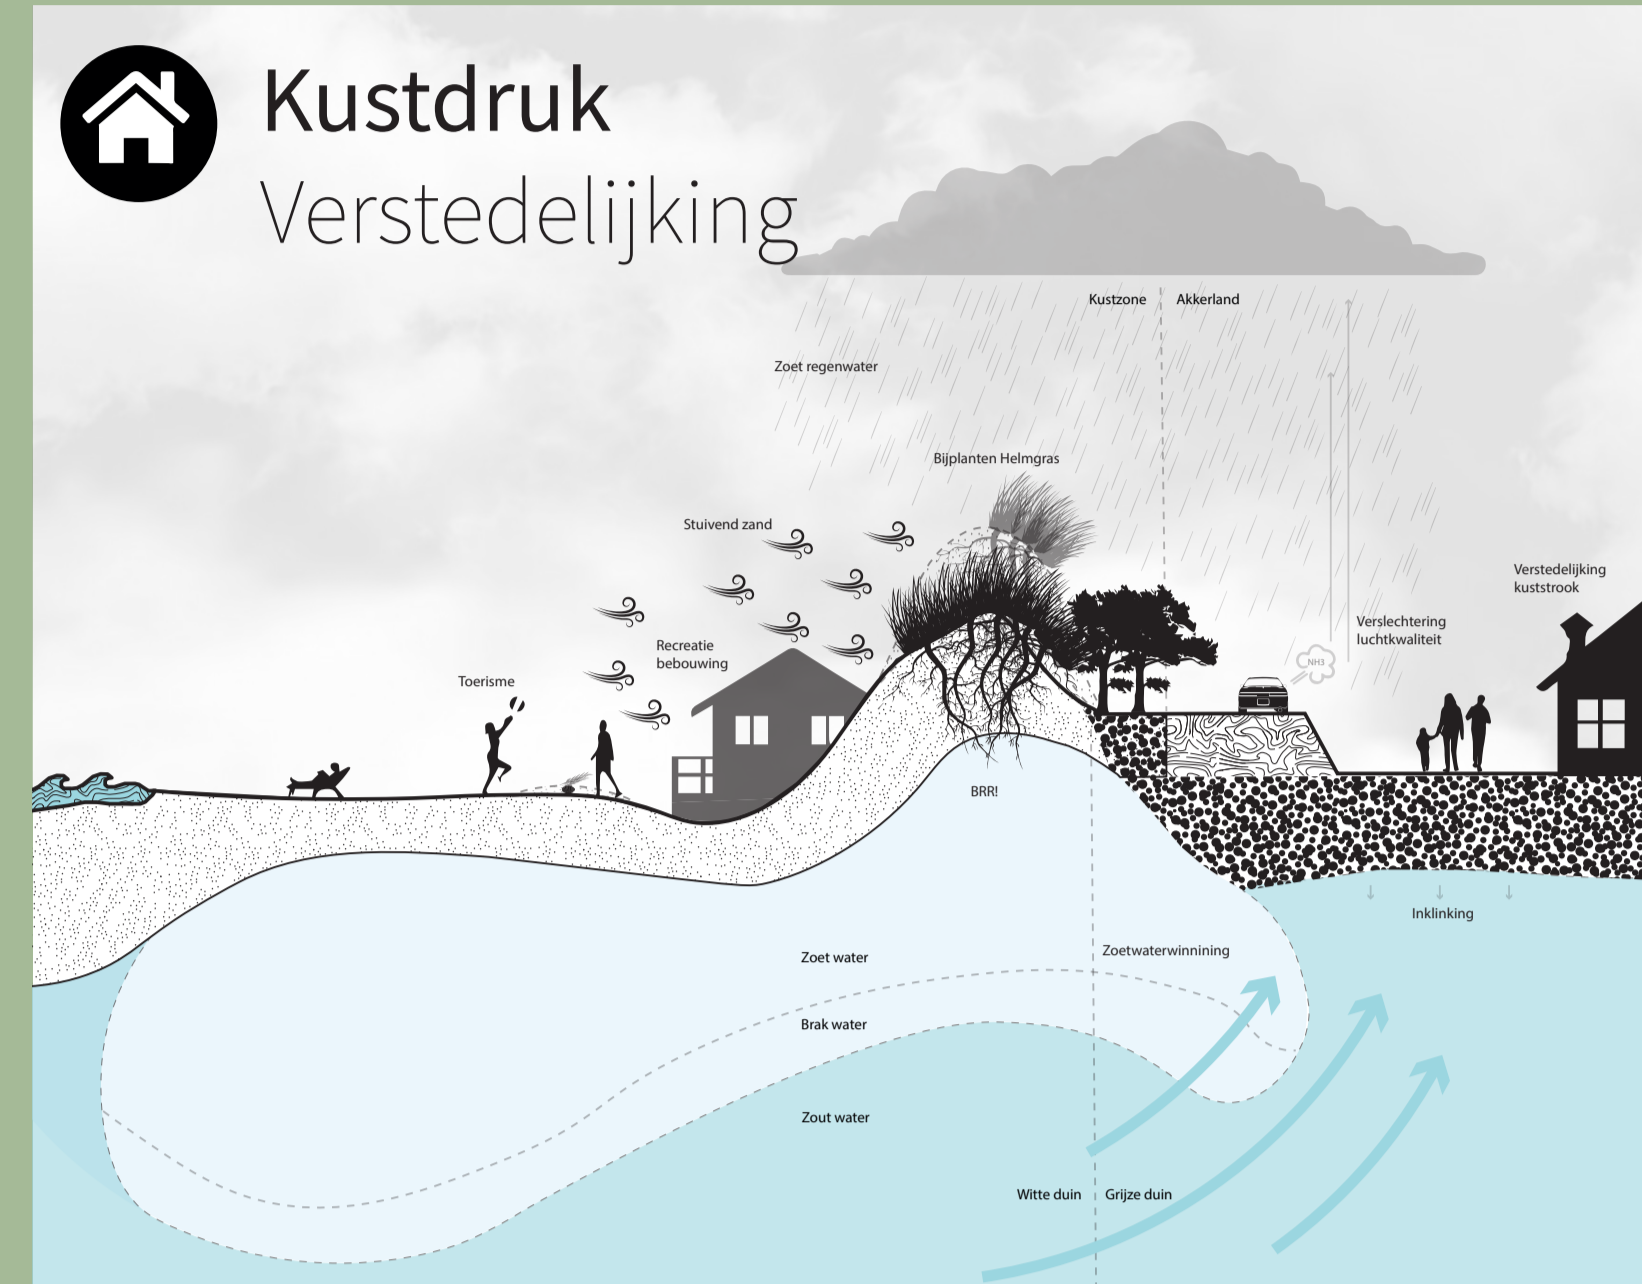 Kustdruk
Verstedelijking
Kustzone
Akkerland
Zoet regenwater
Bijplanten Helmgras
Stuivend zand
Verstedelijking
kuststrook
Verslechtering
luchtkwaliteit
Recreatie
bebouwing
NH3
Toerisme
BRR!
Inklinking
Zoetwaterwinnining
Zoet water
Brak water
Zout water
Witte duin
Grijze duin